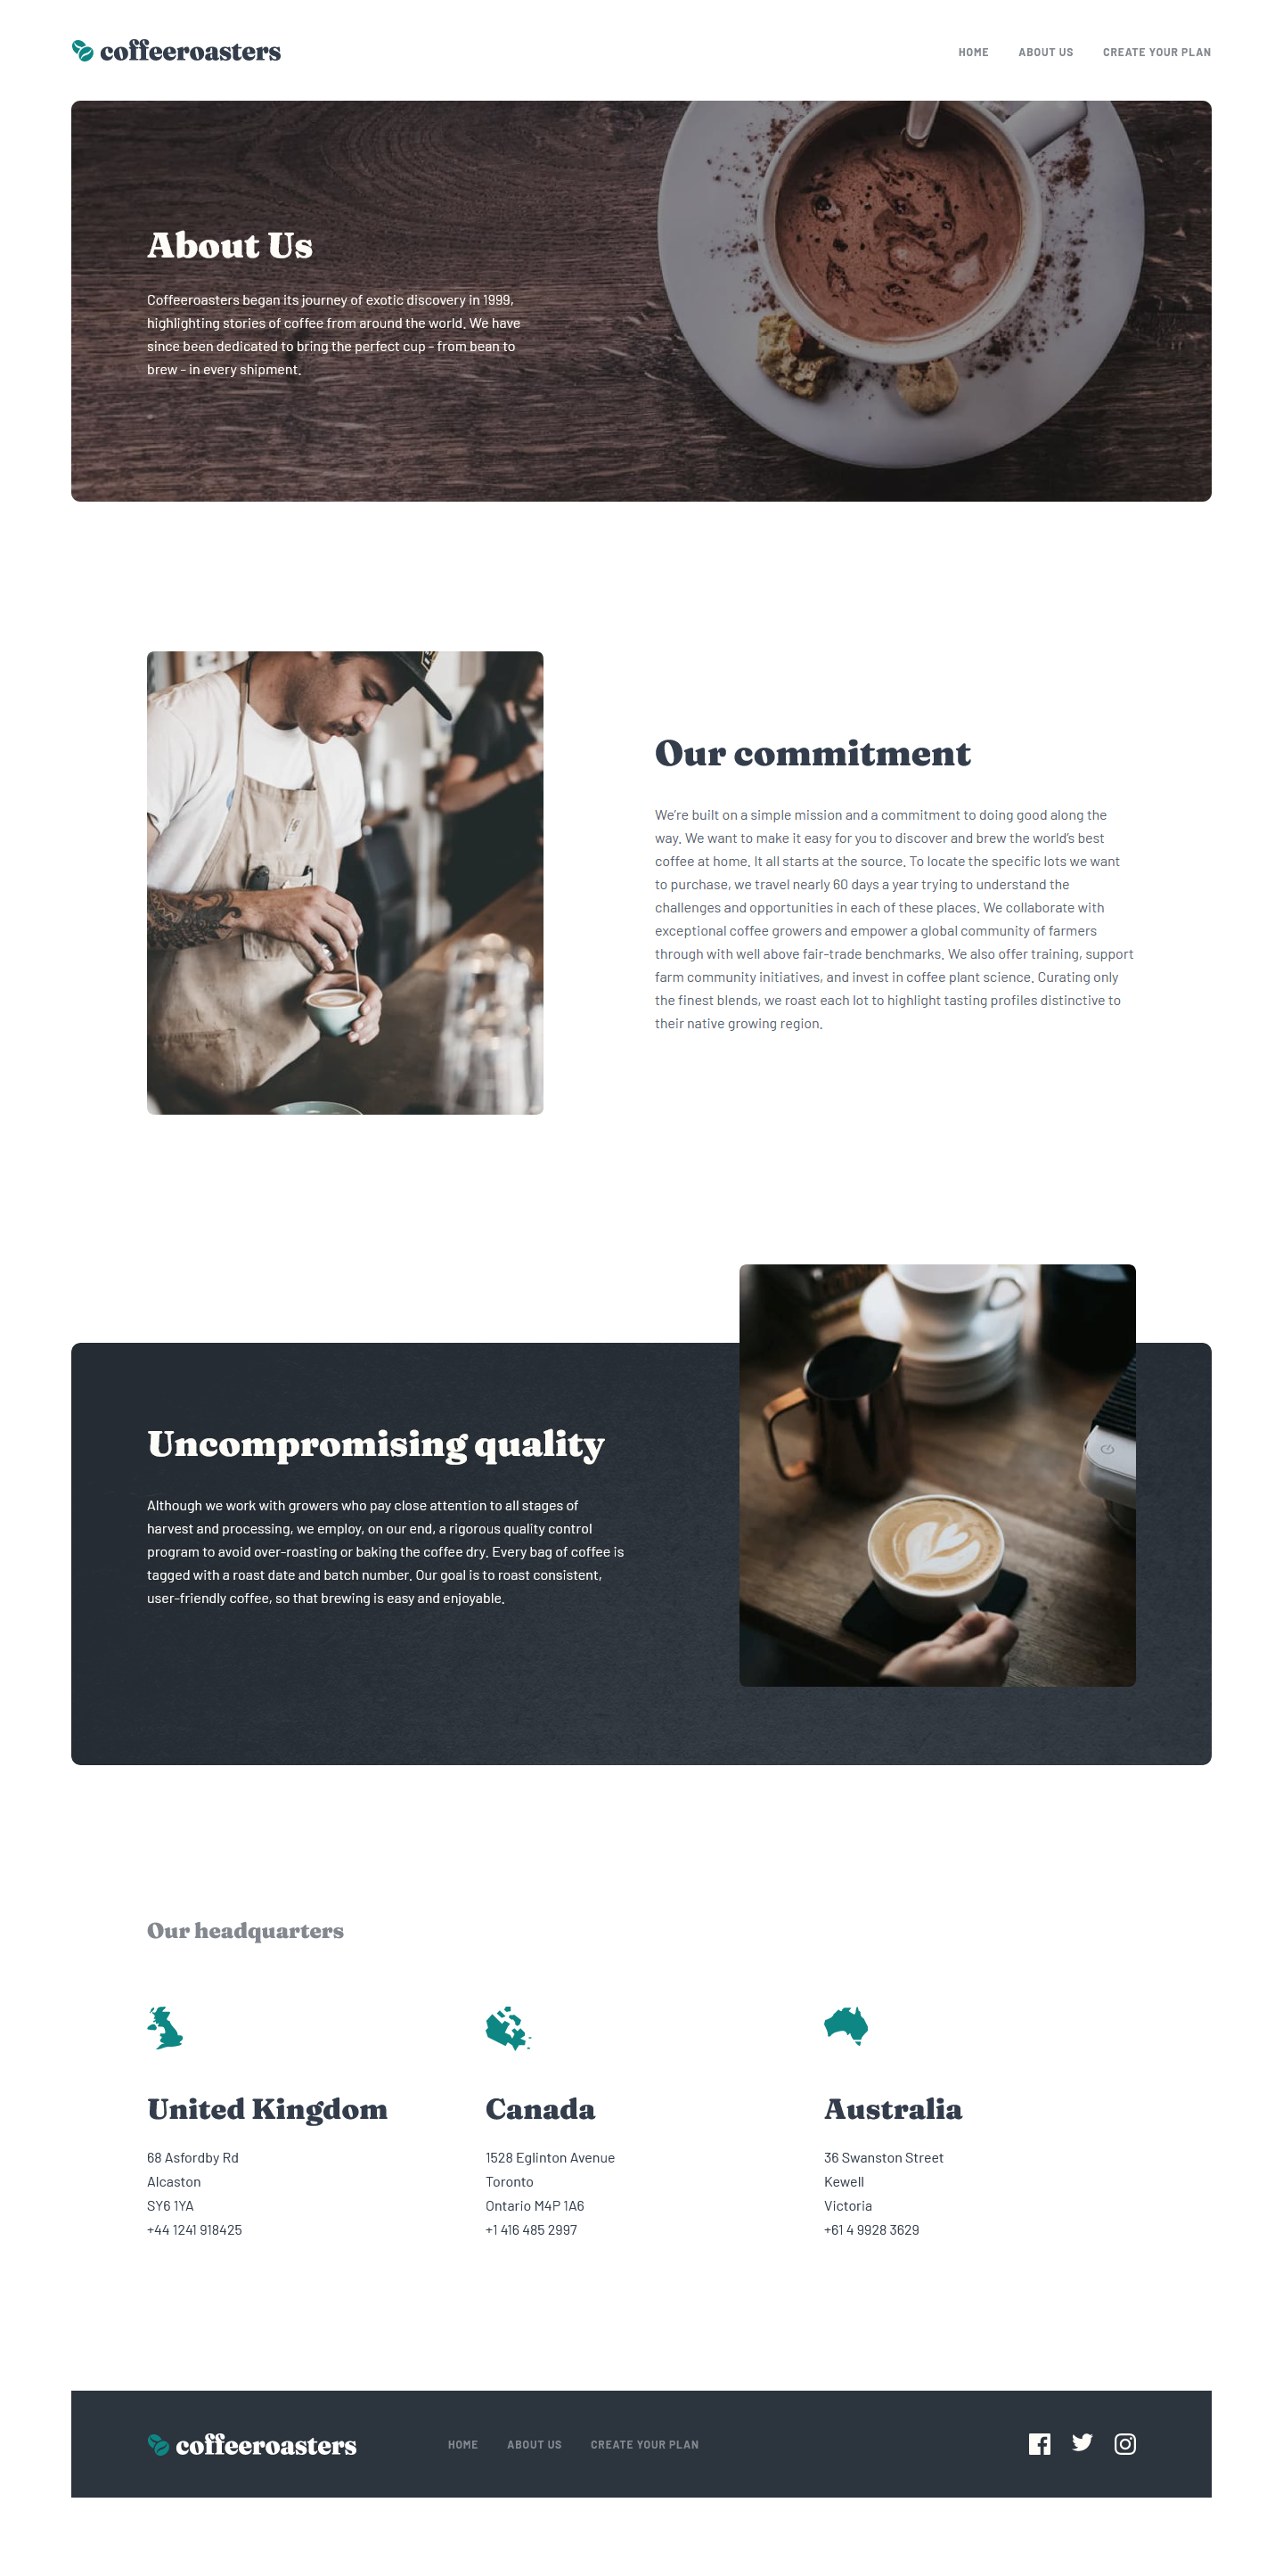 coffeeroasters
HOME
ABOUT US
CREATE YOUR PLAN
About Us
Coffeeroasters began its journey of exotic discovery in 1999,
highlighting stories of coffee from around the world. We have
since been dedicated to bring the perfect cup - from bean to
brew - in every shipment.
Our commitment
We’re built on a simple mission and a commitment to doing good along the
way. We want to make it easy for you to discover and brew the world’s best
coffee at home. It all starts at the source. To locate the specific lots we want
to purchase, we travel nearly 60 days a year trying to understand the
challenges and opportunities in each of these places. We collaborate with
exceptional coffee growers and empower a global community of farmers
through with well above fair-trade benchmarks. We also offer training, support
farm community initiatives, and invest in coffee plant science. Curating only
the finest blends, we roast each lot to highlight tasting profiles distinctive to
their native growing region.
Uncompromising quality
Although we work with growers who pay close attention to all stages of
harvest and processing, we employ, on our end, a rigorous quality control
program to avoid over-roasting or baking the coffee dry. Every bag of coffee is
tagged with a roast date and batch number. Our goal is to roast consistent,
user-friendly coffee, so that brewing is easy and enjoyable.
Our headquarters
United Kingdom
68 Asfordby Rd
Alcaston
SY6 1YA
+44 1241 918425
Canada
1528 Eglinton Avenue
Toronto
Ontario M4P 1A6
+1 416 485 2997
Australia
36 Swanston Street
Kewell
Victoria
+61 4 9928 3629
coffeeroasters
HOME
ABOUT US
CREATE YOUR PLAN